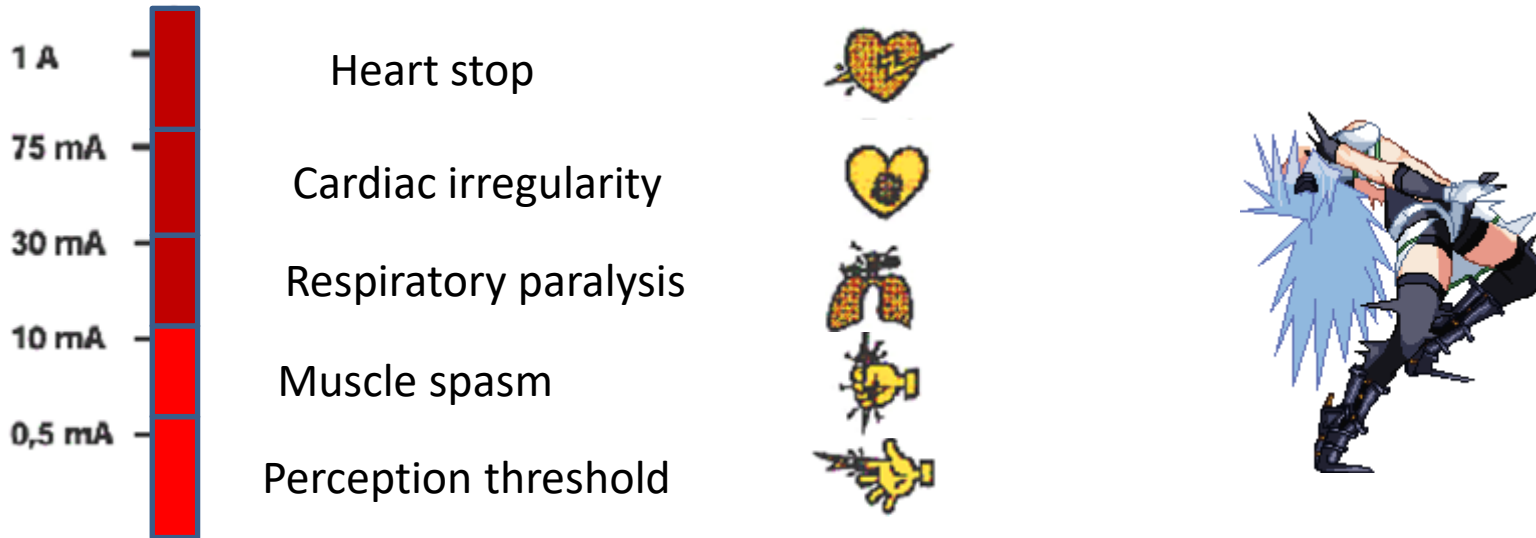 1 A
Heart stop
75 mA
Cardiac irregularity
30 mA
Respiratory paralysis
10 mA
Muscle spasm
0,5 mA
Perception threshold